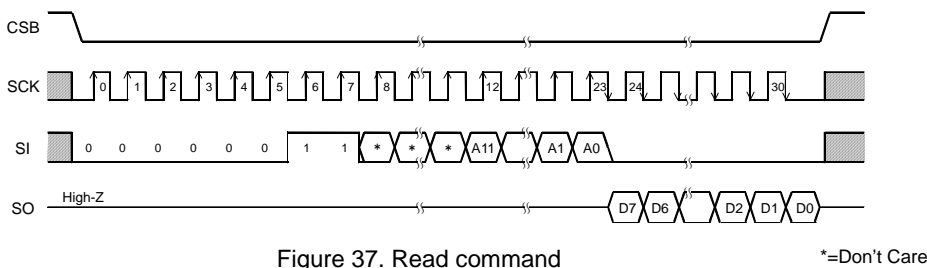 CSB
SCK 0 1 2 3 4 5 6 7 8 12 23 24 30
SI 0 0 0 0 0 0 1 1 * * * A11 A1 A0
High-Z
SO D7 D6 D2 D1 D0
Figure 37. Read command
*=Don't Care